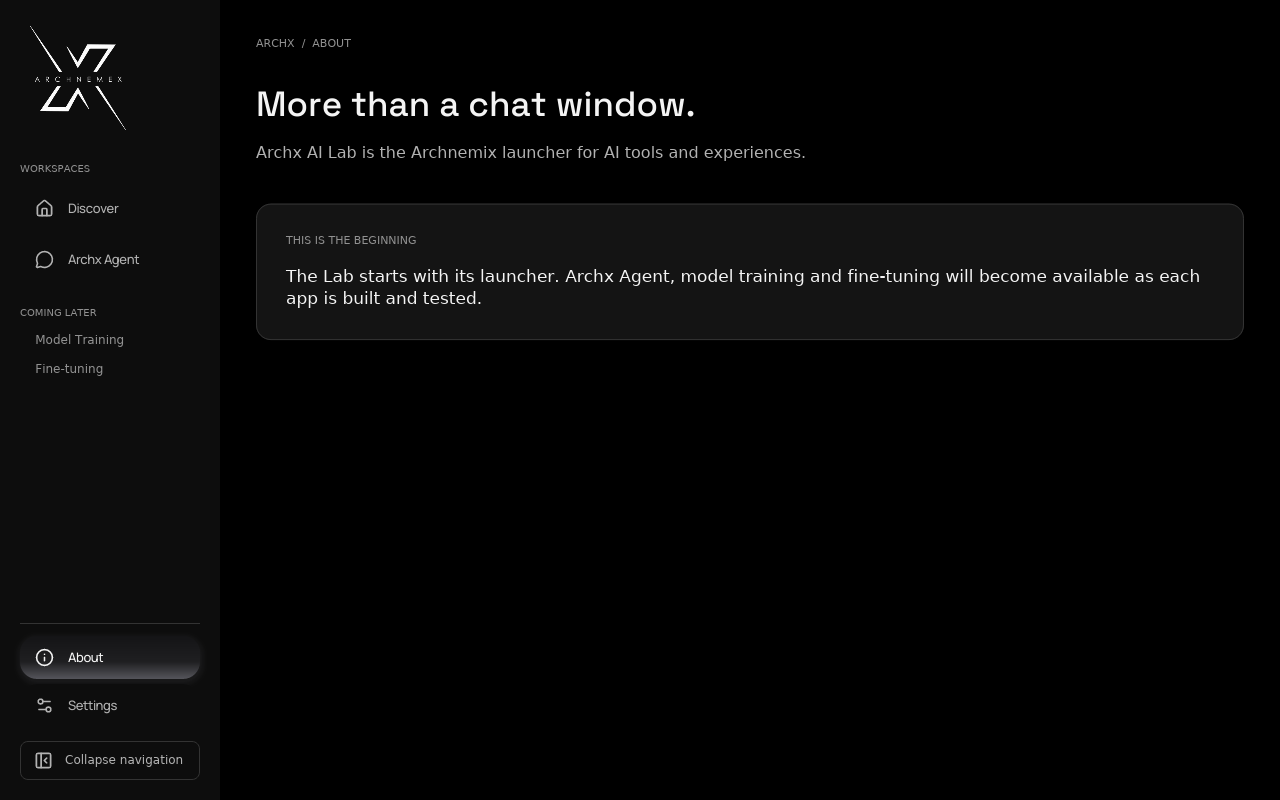 ARCHNEMEX
WORKSPACES
Discover
Archx Agent
COMING LATER
Model Training
Fine-tuning
About
Settings
Collapse navigation
ARCHX / ABOUT
More than a chat window.
Archx AI Lab is the Archnemix launcher for AI tools and experiences.
THIS IS THE BEGINNING
The Lab starts with its launcher. Archx Agent, model training and fine-tuning will become available as each
app is built and tested.